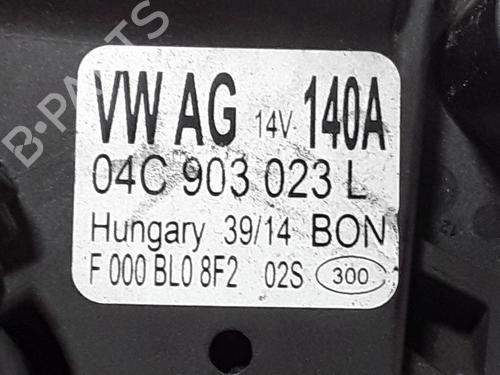 B-PARTS
VW AG 14V 140A
04C 903 023 L
Hungary 39/14 BON
F 000 BL0 8F2 02S 300